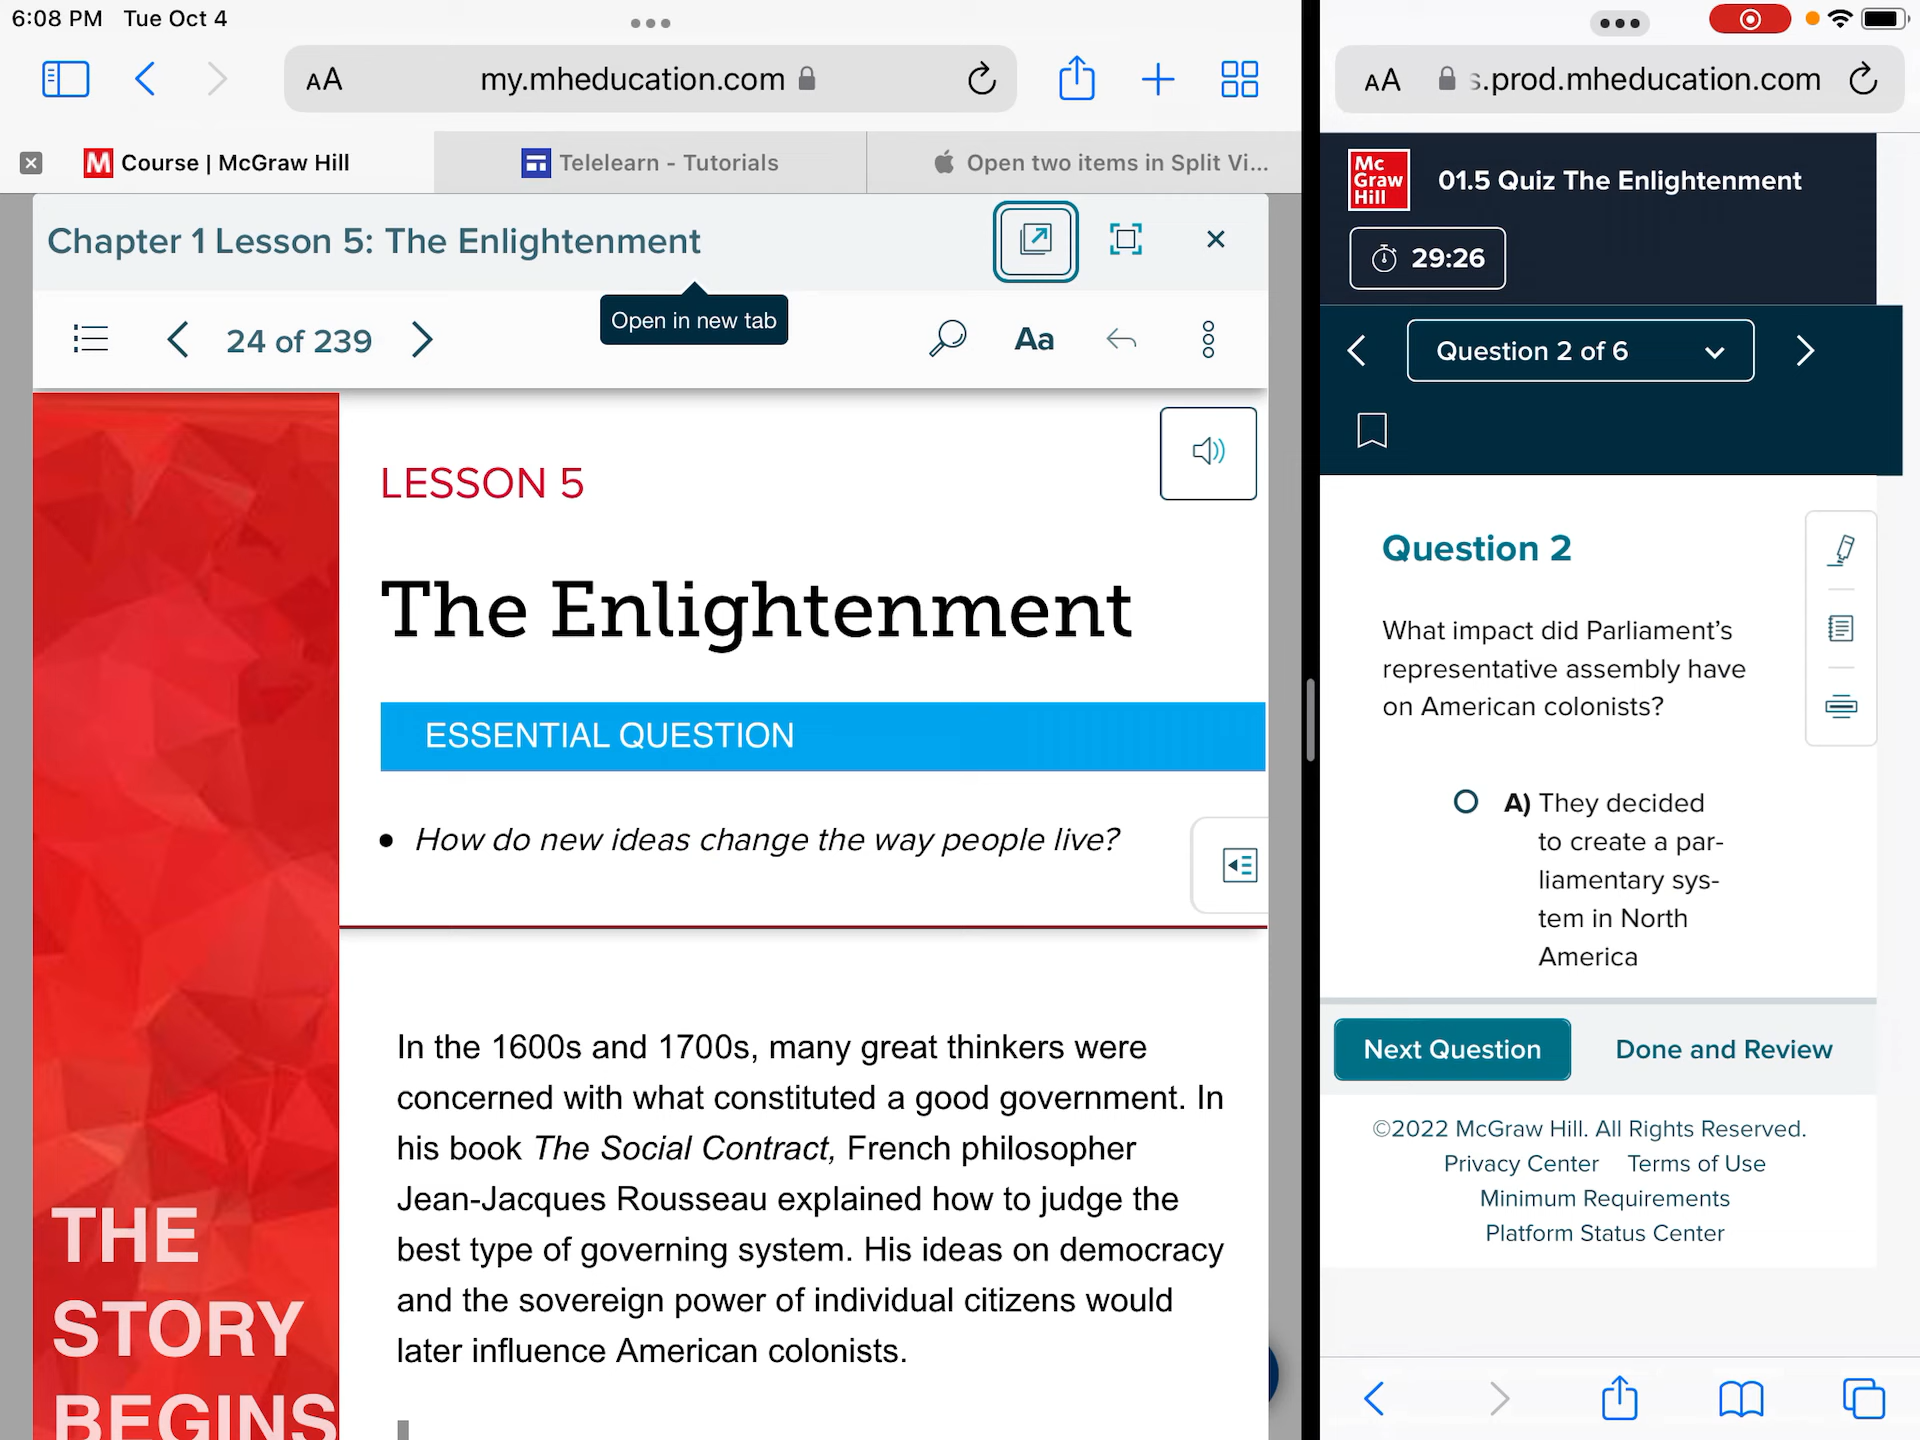 6:08 PM Tue Oct 4
AA my.mheducation.com
Course | McGraw Hill
Telelearn - Tutorials
Open two items in Split Vi...
Chapter 1 Lesson 5: The Enlightenment
Open in new tab
24 of 239
Aa
LESSON 5
The Enlightenment
ESSENTIAL QUESTION
• How do new ideas change the way people live?
In the 1600s and 1700s, many great thinkers were
concerned with what constituted a good government. In
his book The Social Contract, French philosopher
Jean-Jacques Rousseau explained how to judge the
best type of governing system. His ideas on democracy
and the sovereign power of individual citizens would
later influence American colonists.
THE
STORY
BEGINS
AA s.prod.mheducation.com
Mc
Graw
Hill
01.5 Quiz The Enlightenment
29:26
Question 2 of 6
Question 2
What impact did Parliament’s
representative assembly have
on American colonists?
A) They decided
to create a par-
liamentary sys-
tem in North
America
Next Question
Done and Review
©2022 McGraw Hill. All Rights Reserved.
Privacy Center Terms of Use
Minimum Requirements
Platform Status Center